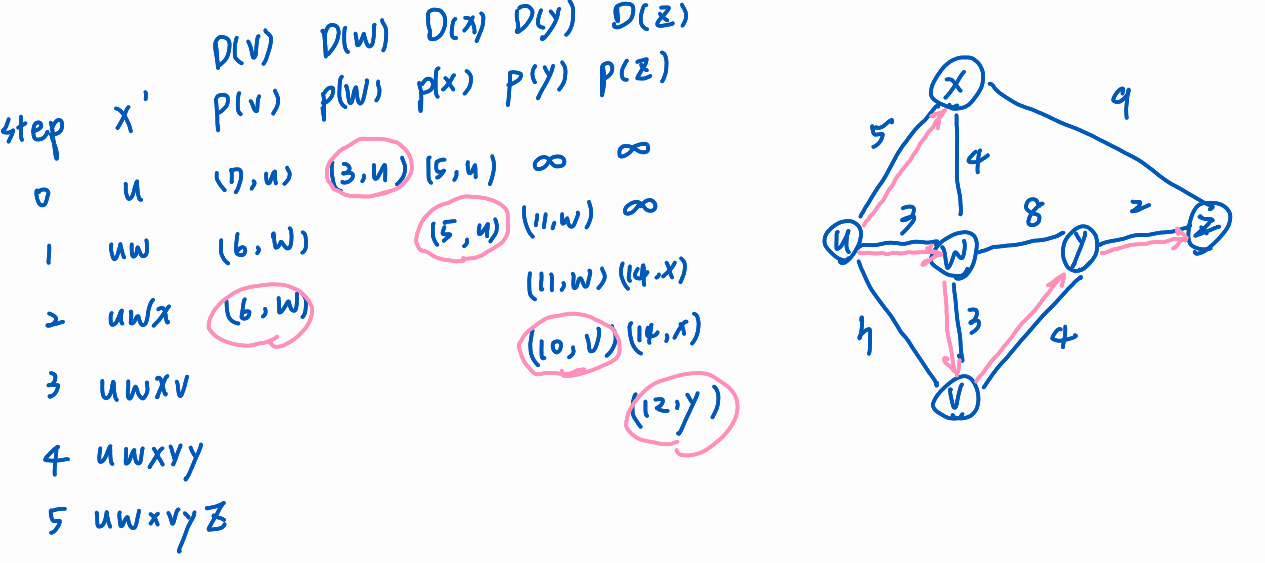 D(v) D(w) D(x) D(y) D(z)
step x' p(v) p(w) p(x) p(y) p(z)
0 u (7,u) (3,u) (5,u) ∞ ∞
1 uw (6,w) (5,u) (11,w) ∞
2 uwx (6,w) (11,w) (14,x)
3 uwxv (10,v) (14,x)
4 uwxvy (12,y)
5 uwxvyz
x
9
5
4
u
3
w
8
y
2
z
7
3
4
v